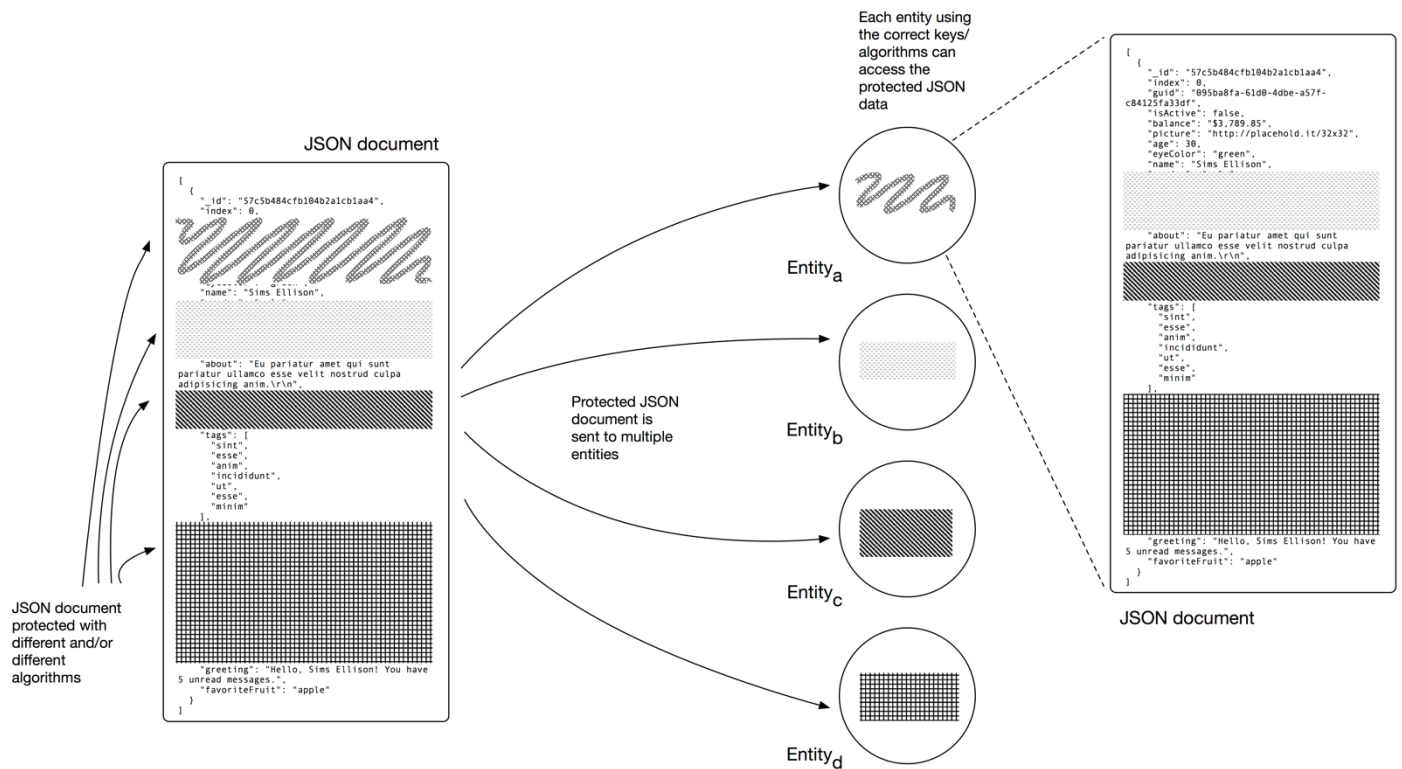 JSON document
[
{
"_id": "57c5b484cfb104b2a1cb1aa4",
"index": 0,
"name": "Sims Ellison",
"about": "Eu pariatur amet qui sunt
pariatur ullamco esse velit nostrud culpa
adipisicing anim.\r\n",
"tags": [
"sint",
"esse",
"anim",
"incididunt",
"ut",
"esse",
"minim"
],
"greeting": "Hello, Sims Ellison! You have
5 unread messages.",
"favoriteFruit": "apple"
}
]
JSON document
protected with
different and/or
different
algorithms
Protected JSON
document is
sent to multiple
entities
Each entity using
the correct keys/
algorithms can
access the
protected JSON
data
Entitya
Entityb
Entityc
Entityd
[
{
"_id": "57c5b484cfb104b2a1cb1aa4",
"index": 0,
"guid": "095ba8fa-61d0-4dbe-a57f-
c84125fa33df",
"isActive": false,
"balance": "$3,789.85",
"picture": "http://placehold.it/32x32",
"age": 30,
"eyeColor": "green",
"name": "Sims Ellison",
"about": "Eu pariatur amet qui sunt
pariatur ullamco esse velit nostrud culpa
adipisicing anim.\r\n",
"tags": [
"sint",
"esse",
"anim",
"incididunt",
"ut",
"esse",
"minim"
],
"greeting": "Hello, Sims Ellison! You have
5 unread messages.",
"favoriteFruit": "apple"
}
]
JSON document